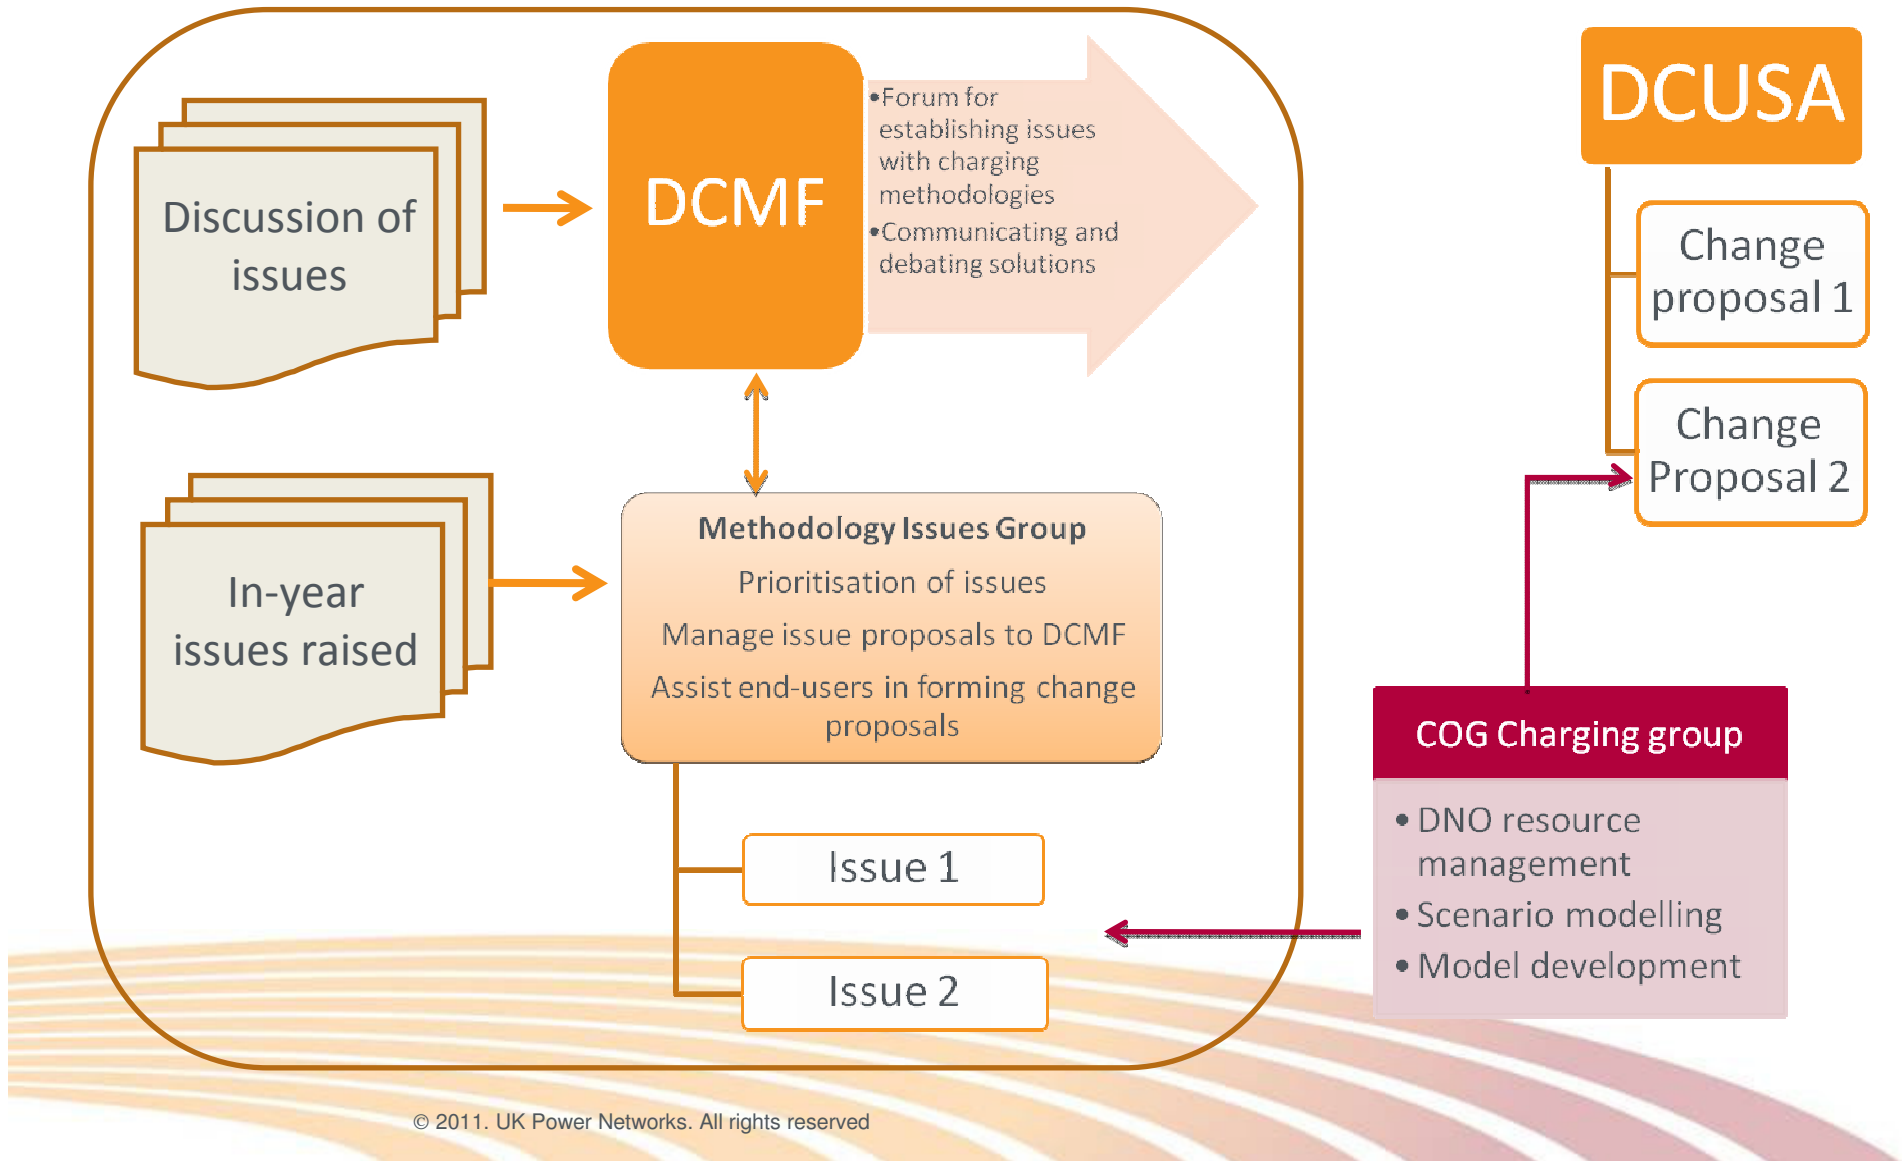 Discussion of
issues
DCMF
•Forum for
establishing issues
with charging
methodologies
•Communicating and
debating solutions
In-year
issues raised
Methodology Issues Group
Prioritisation of issues
Manage issue proposals to DCMF
Assist end-users in forming change
proposals
Issue 1
Issue 2
DCUSA
Change
proposal 1
Change
Proposal 2
COG Charging group
• DNO resource
management
• Scenario modelling
• Model development
© 2011. UK Power Networks. All rights reserved